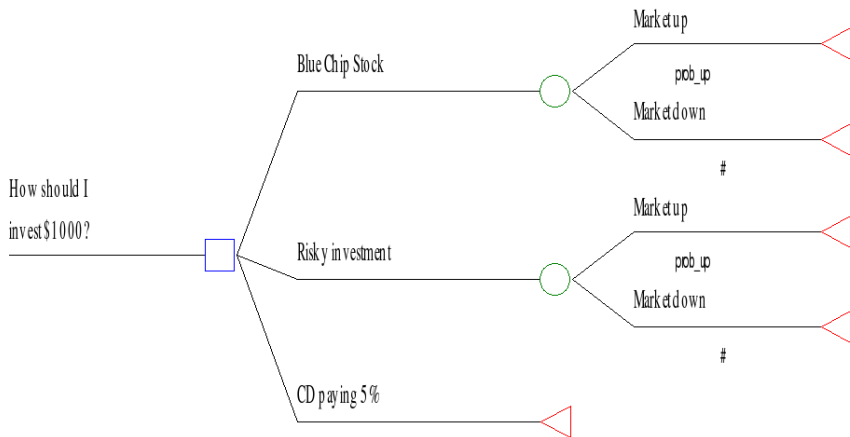 Market up
Blue Chip Stock
prob_up
Market down
#
How should I
invest $1000?
Market up
Risky investment
prob_up
Market down
#
CD paying 5%